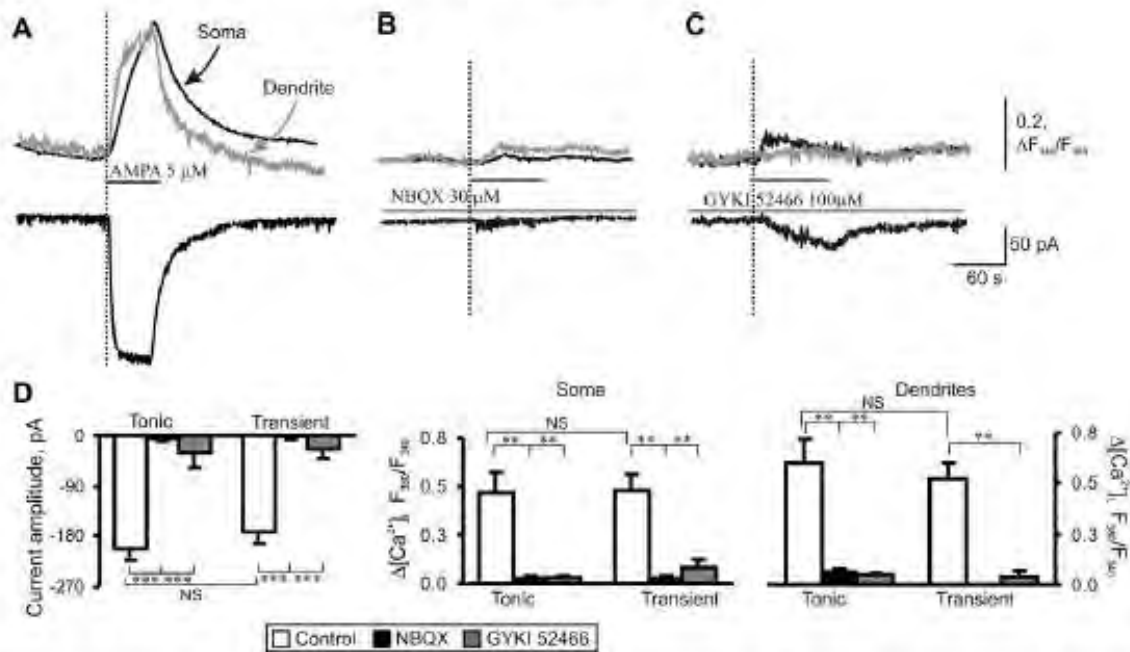 A
B
C
Soma
Dendrite
0.2,
AMPA 5 µM
NBQX 30 µM
GYKI 52466 100µM
50 pA
60 s
D
Soma
Dendrites
Tonic
Transient
Current amplitude, pA
0
-90
-180
-270
*** ***
*** ***
NS
NS
** **
** **
Δ[Ca²⁺], F
0.8
0.5
0.3
0.0
Tonic
Transient
NS
** **
**
0.8
0.5
0.3
0.0
Δ[Ca²⁺], F
Tonic
Transient
Control
NBQX
GYKI 52466